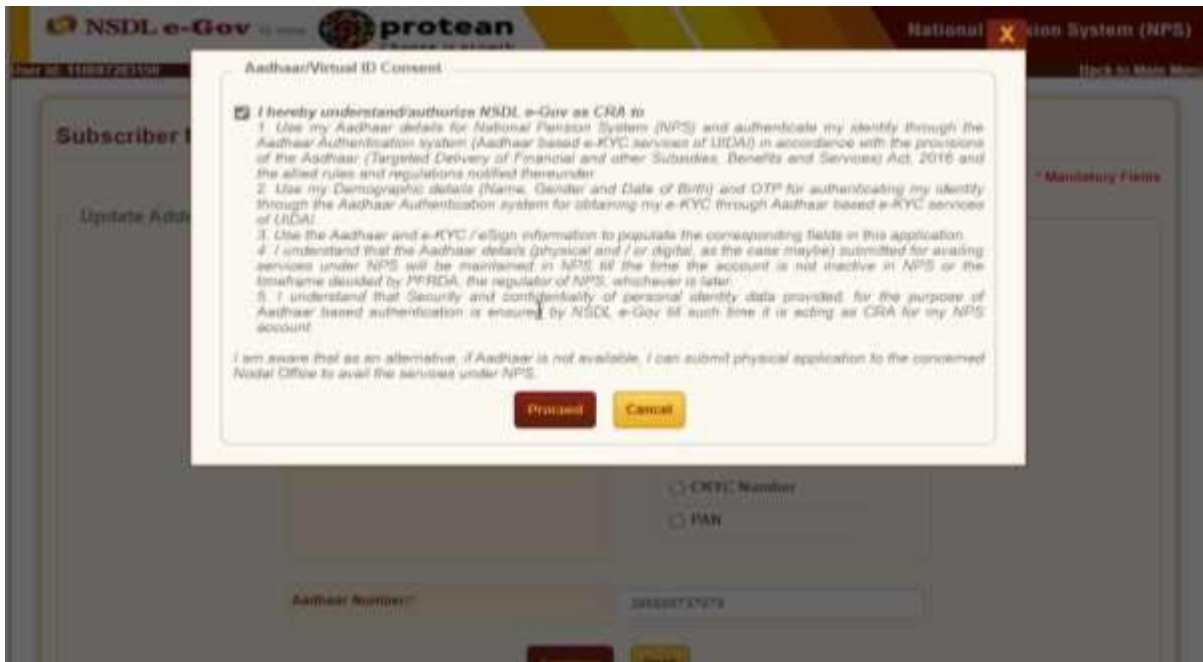 NSDL e-Gov is now protean
Change is growth
National sion System (NPS)
Back to Main Men
Aadhaar/Virtual ID Consent
I hereby understand/authorize NSDL e-Gov as CRA to
1. Use my Aadhaar details for National Pension System (NPS) and authenticate my identity through the
Aadhaar Authentication system (Aadhaar based e-KYC services of UIDAI) in accordance with the provisions
of the Aadhaar (Targeted Delivery of Financial and other Subsidies, Benefits and Services) Act, 2016 and
the allied rules and regulations notified thereunder.
2. Use my Demographic details (Name, Gender and Date of Birth) and OTP for authenticating my identity
through the Aadhaar Authentication system for obtaining my e-KYC through Aadhaar based e-KYC services
of UIDAI.
3. Use the Aadhaar and e-KYC / eSign information to populate the corresponding fields in this application.
4. I understand that the Aadhaar details (physical and / or digital, as the case maybe) submitted for availing
services under NPS will be maintained in NPS till the time the account is not inactive in NPS or the
timeframe decided by PFRDA, the regulator of NPS, whichever is later.
5. I understand that Security and confidentiality of personal identity data provided, for the purpose of
Aadhaar based authentication is ensured by NSDL e-Gov till such time it is acting as CRA for my NPS
account.
I am aware that as an alternative, if Aadhaar is not available, I can submit physical application to the concerned
Nodal Office to avail the services under NPS.
Proceed Cancel
Subscriber
* Mandatory Fields
Update Add
CKYC Number
PAN
Aadhaar Number*